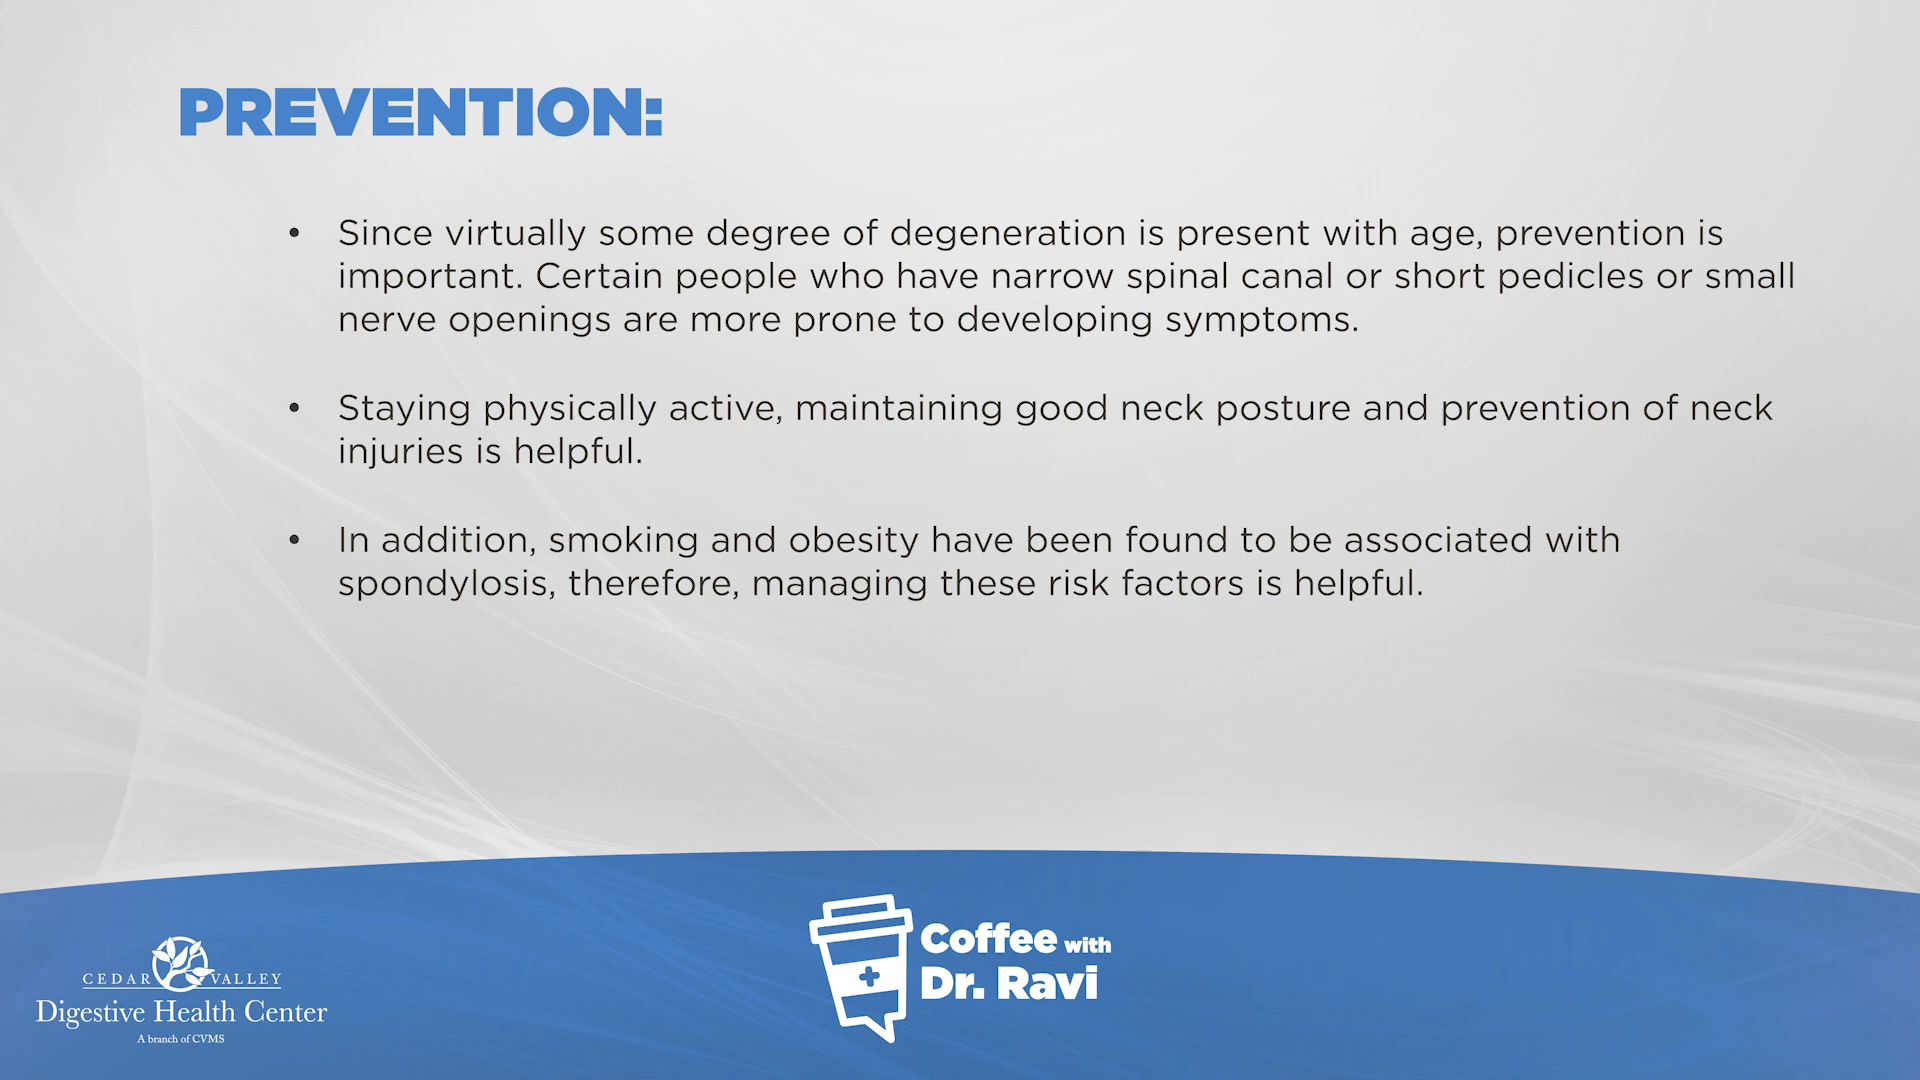 PREVENTION:
• Since virtually some degree of degeneration is present with age, prevention is
important. Certain people who have narrow spinal canal or short pedicles or small
nerve openings are more prone to developing symptoms.
• Staying physically active, maintaining good neck posture and prevention of neck
injuries is helpful.
• In addition, smoking and obesity have been found to be associated with
spondylosis, therefore, managing these risk factors is helpful.
CEDAR VALLEY
Digestive Health Center
A branch of CVMS
Coffee with
Dr. Ravi